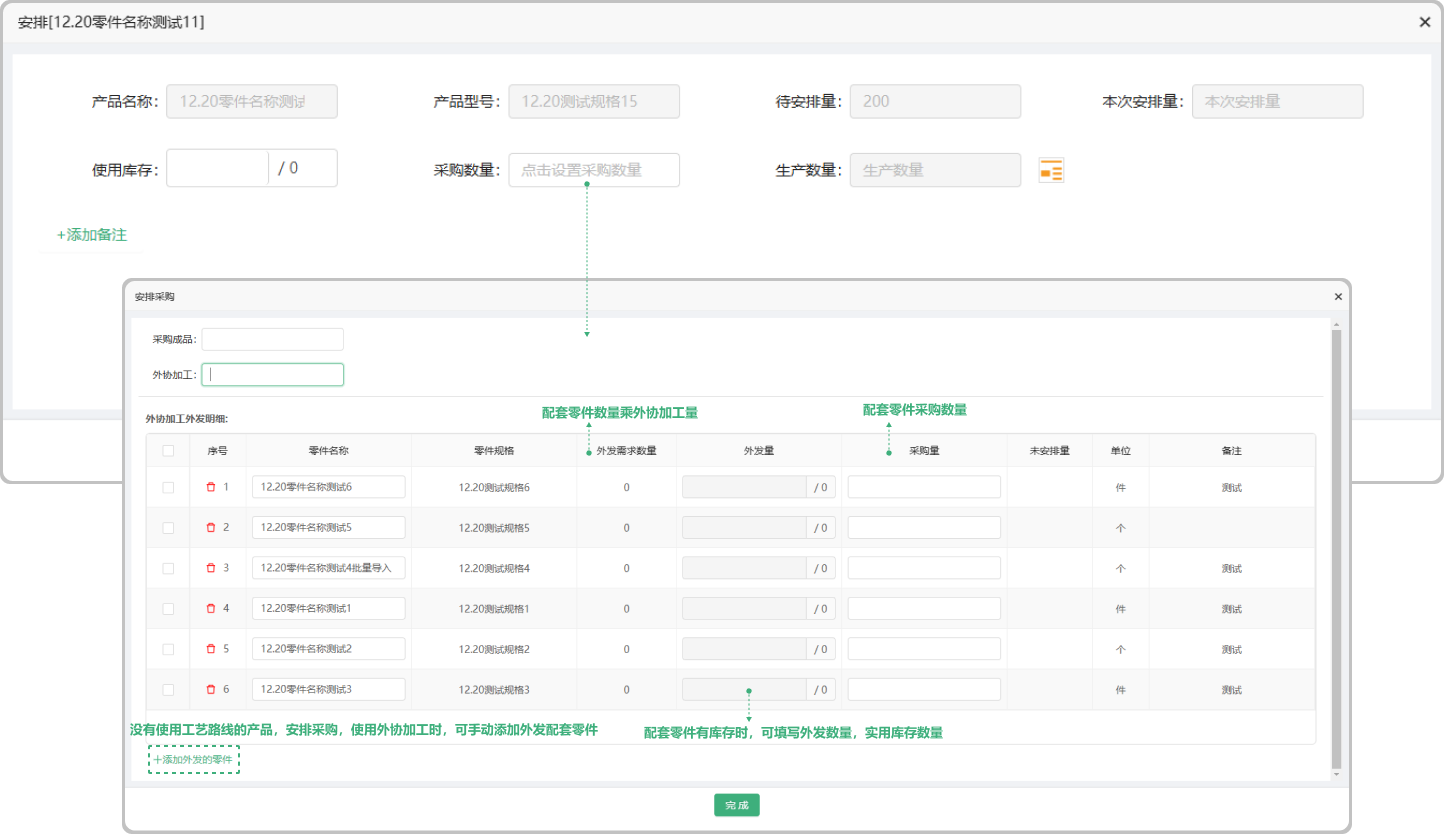 安排[12.20零件名称测试11]
产品名称: 12.20零件名称测试 产品型号: 12.20测试规格15 待安排量: 200 本次安排量: 本次安排量
使用库存: / 0 采购数量: 点击设置采购数量 生产数量: 生产数量
+添加备注
安排采购
采购成品:
外协加工:
外协加工外发明细:
配套零件数量乘外协加工量 配套零件采购数量
序号 零件名称 零件规格 外发需求数量 外发量 采购量 未安排量 单位 备注
1 12.20零件名称测试6 12.20测试规格6 0 / 0 件 测试
2 12.20零件名称测试5 12.20测试规格5 0 / 0 个
3 12.20零件名称测试4批量导入 12.20测试规格4 0 / 0 个 测试
4 12.20零件名称测试1 12.20测试规格1 0 / 0 件 测试
5 12.20零件名称测试2 12.20测试规格2 0 / 0 个 测试
6 12.20零件名称测试3 12.20测试规格3 0 / 0 件 测试
没有使用工艺路线的产品，安排采购，使用外协加工时，可手动添加外发配套零件
配套零件有库存时，可填写外发数量，实用库存数量
+添加外发的零件
完成